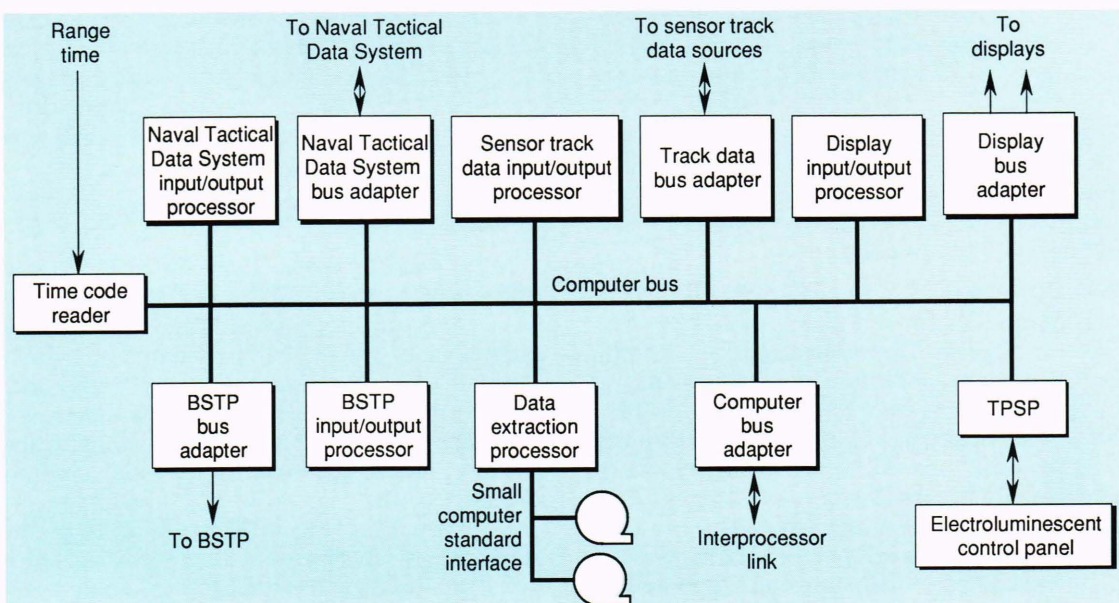 Range
time
To Naval Tactical
Data System
To sensor track
data sources
To
displays
Naval Tactical
Data System
input/output
processor
Naval Tactical
Data System
bus adapter
Sensor track
data input/output
processor
Track data
bus adapter
Display
input/output
processor
Display
bus
adapter
Time code
reader
Computer bus
BSTP
bus
adapter
BSTP
input/output
processor
Data
extraction
processor
Computer
bus
adapter
TPSP
To BSTP
Small
computer
standard
interface
Interprocessor
link
Electroluminescent
control panel